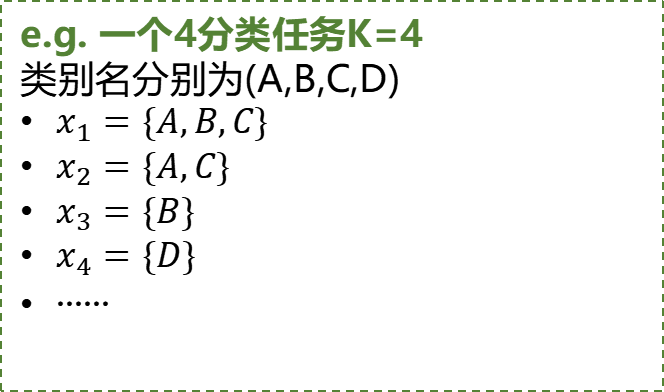 e.g. 一个4分类任务K=4
类别名分别为(A,B,C,D)
• x₁ = {A, B, C}
• x₂ = {A, C}
• x₃ = {B}
• x₄ = {D}
• ……